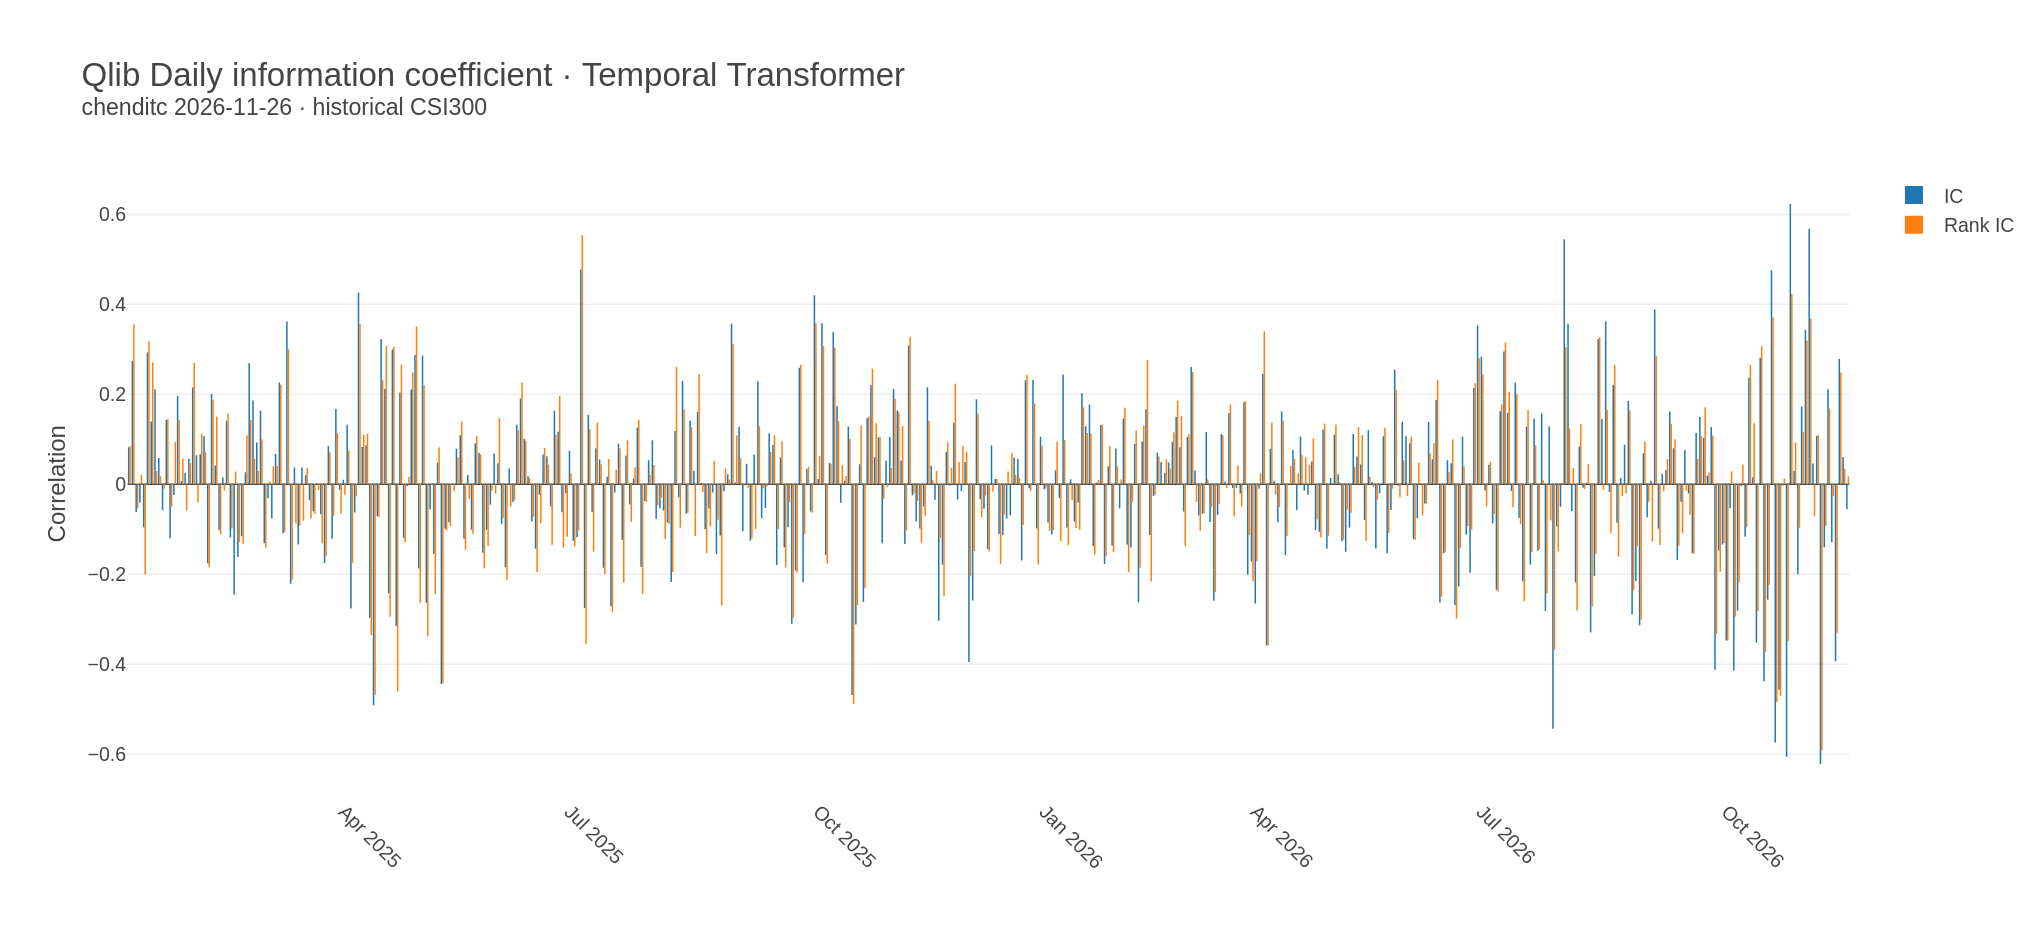 Qlib Daily information coefficient · Temporal Transformer
chenditc 2026-11-26 · historical CSI300
IC
Rank IC
Correlation
0.6
0.4
0.2
0
−0.2
−0.4
−0.6
Apr 2025
Jul 2025
Oct 2025
Jan 2026
Apr 2026
Jul 2026
Oct 2026